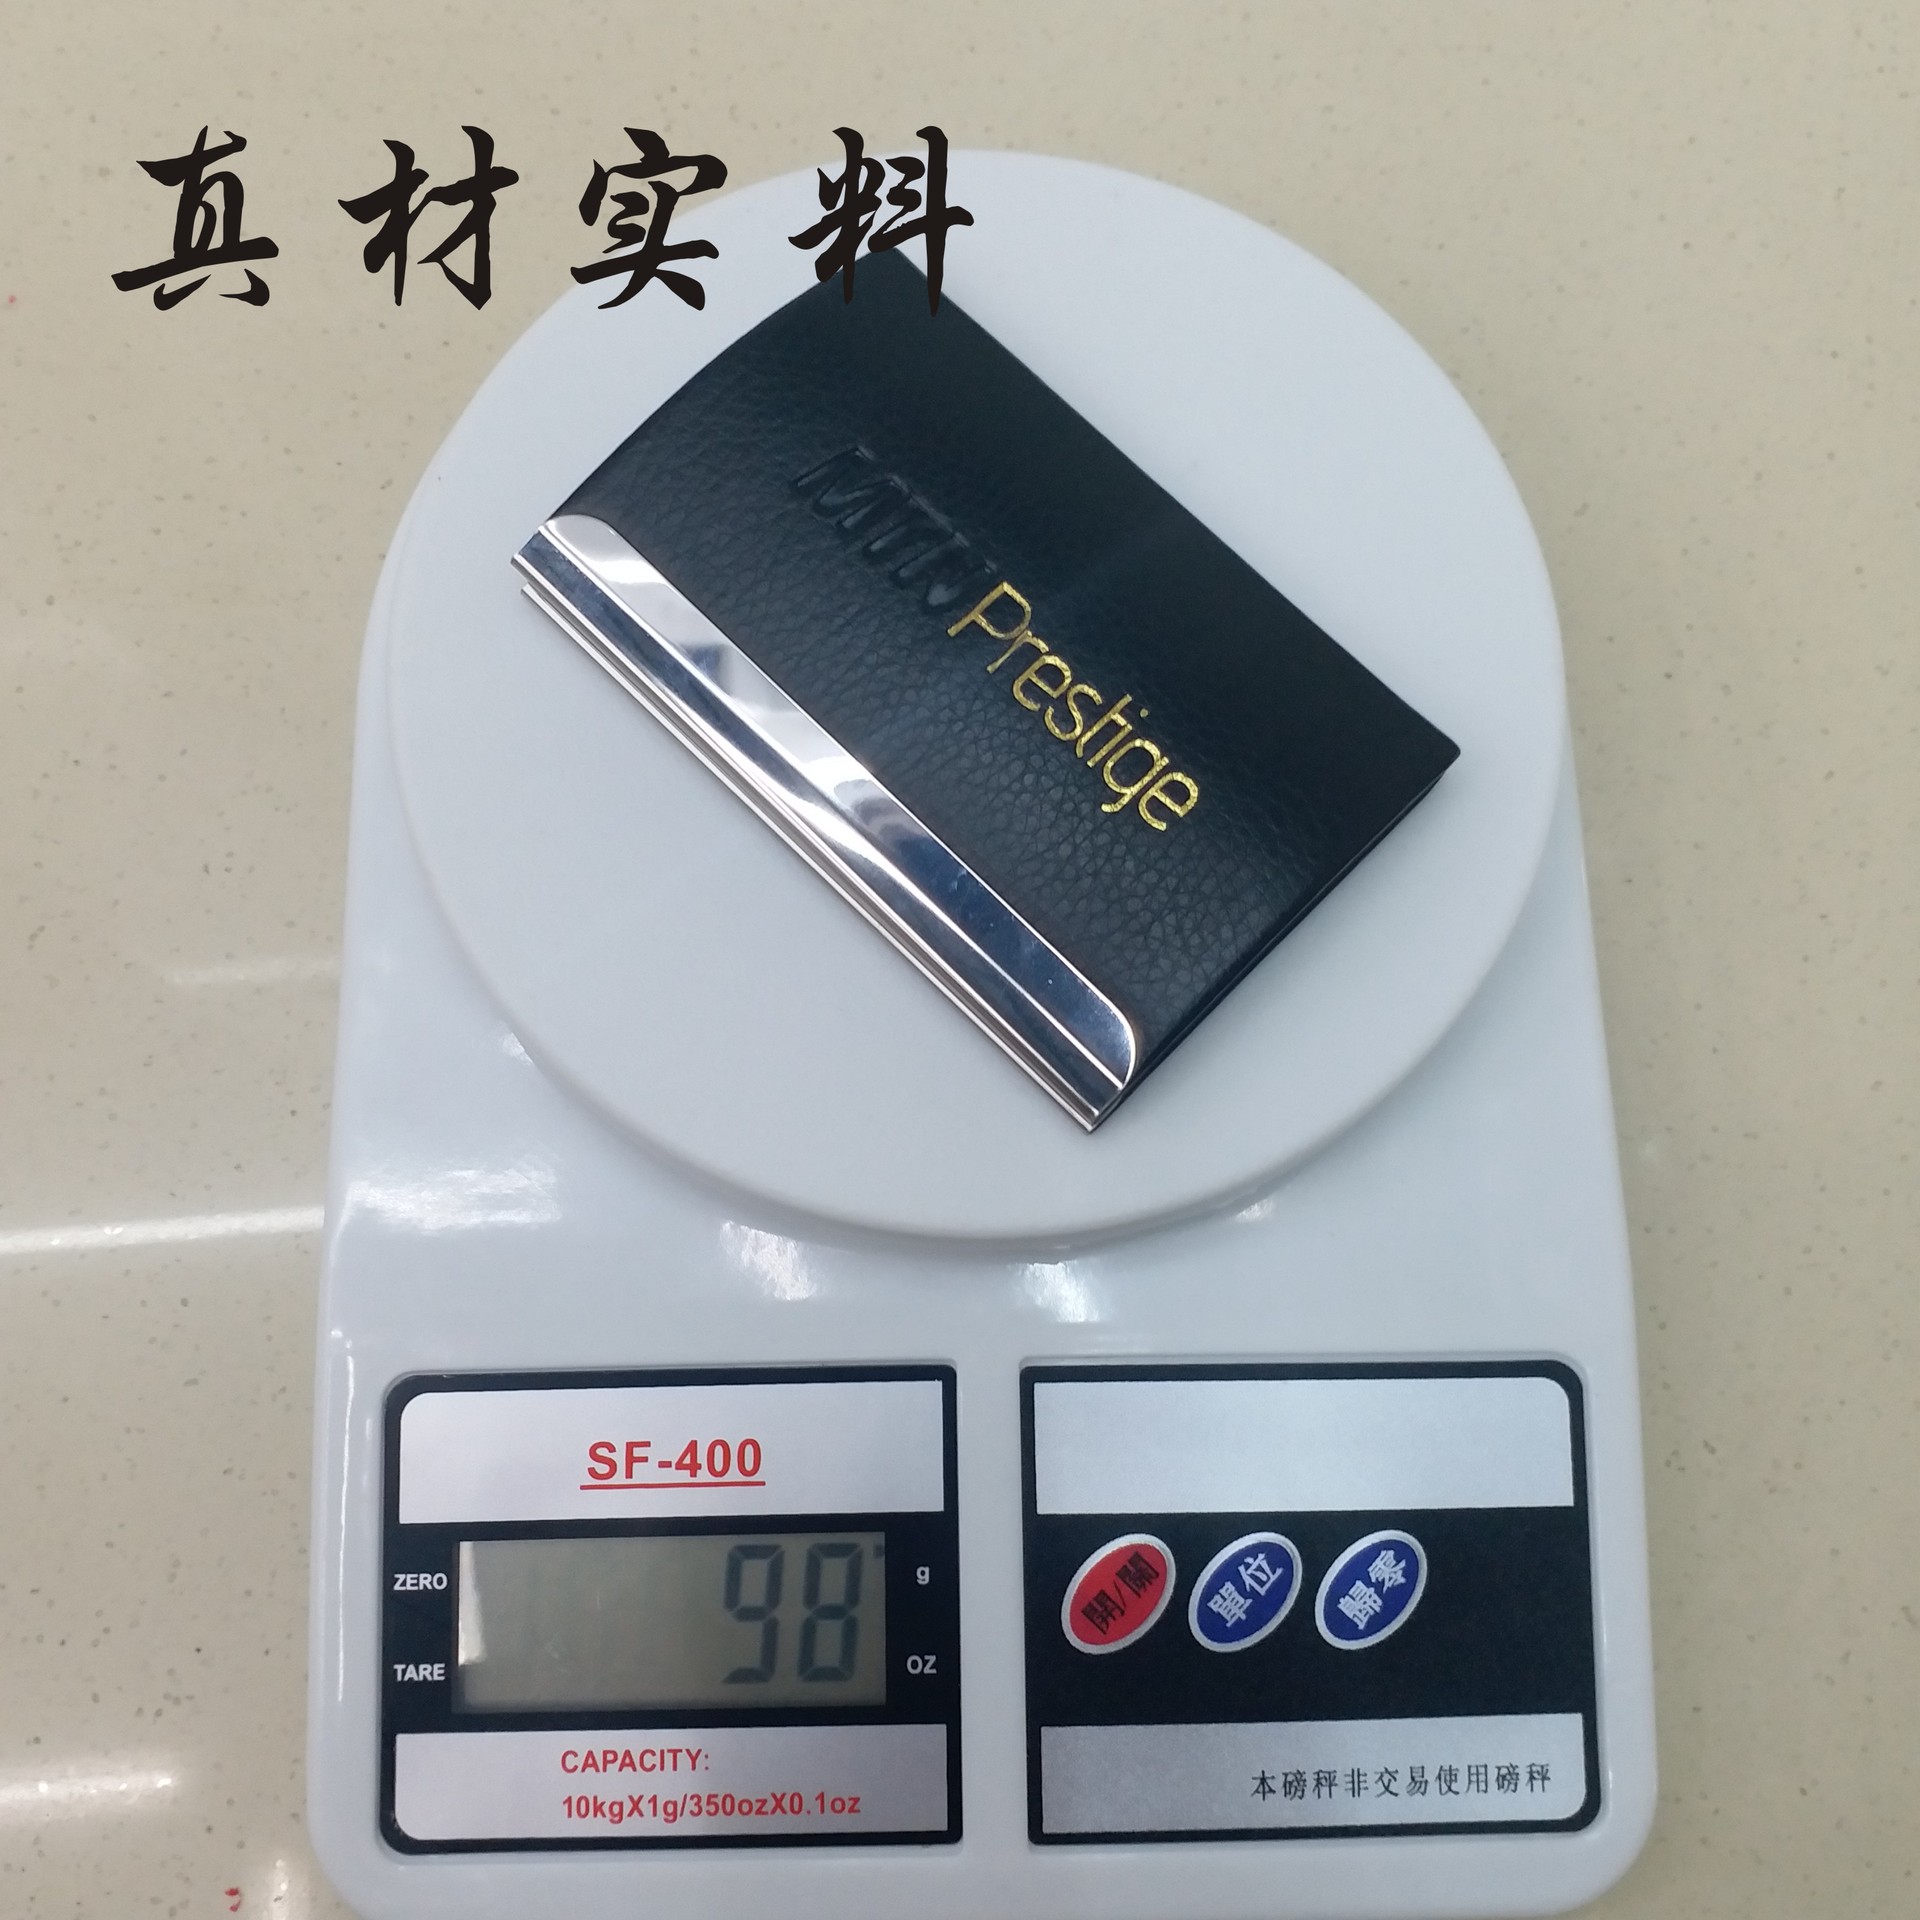 真材实料
Prestige
SF-400
ZERO
98
g
TARE
OZ
CAPACITY:
10kgX1g/350ozX0.1oz
開/關
單位
歸零
本磅秤非交易使用磅秤